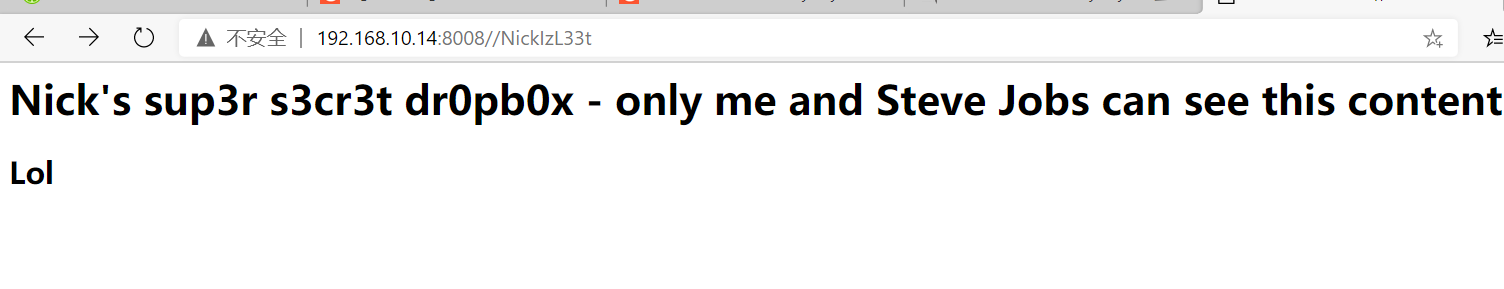 不安全 | 192.168.10.14:8008//NickIzL33t
Nick's sup3r s3cr3t dr0pb0x - only me and Steve Jobs can see this content
Lol